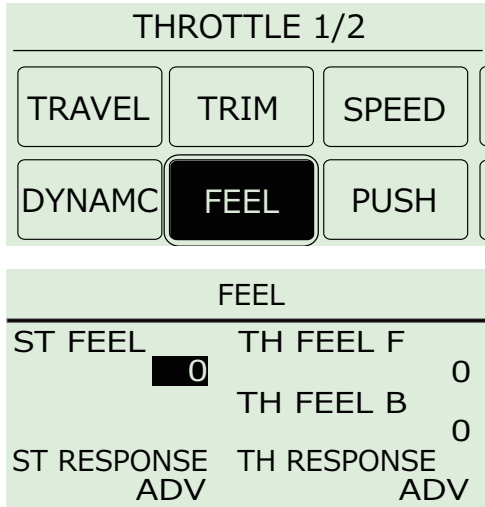 THROTTLE 1/2
TRAVEL TRIM SPEED
DYNAMC FEEL PUSH
FEEL
ST FEEL TH FEEL F
0 0
TH FEEL B
0
ST RESPONSE TH RESPONSE
ADV ADV